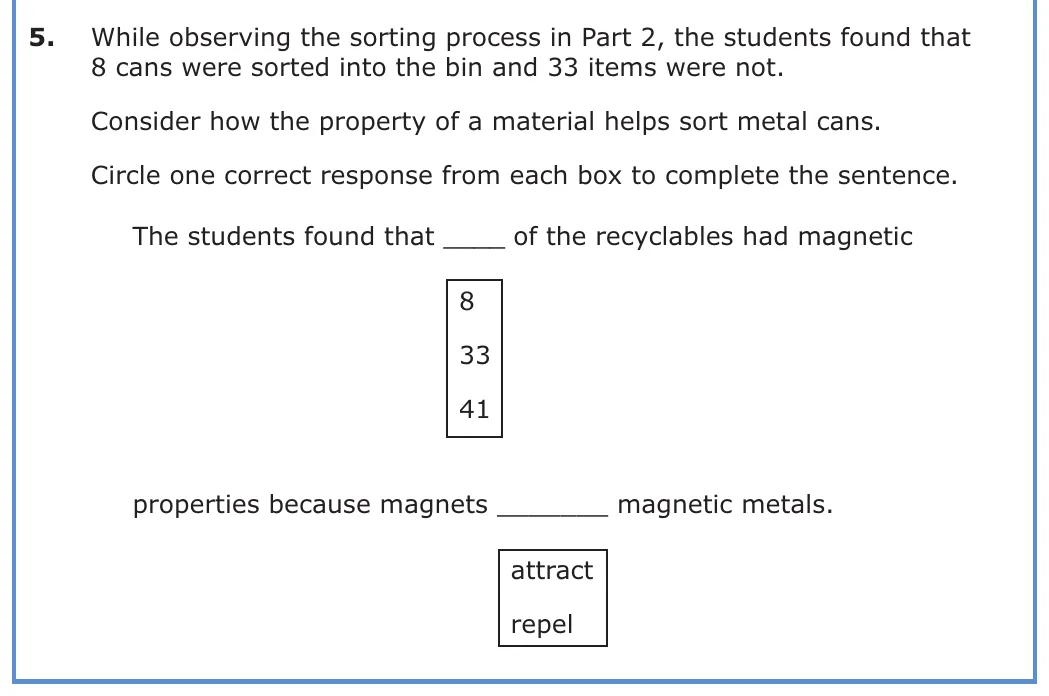 5. While observing the sorting process in Part 2, the students found that
8 cans were sorted into the bin and 33 items were not.
Consider how the property of a material helps sort metal cans.
Circle one correct response from each box to complete the sentence.
The students found that ____ of the recyclables had magnetic
8
33
41
properties because magnets _______ magnetic metals.
attract
repel